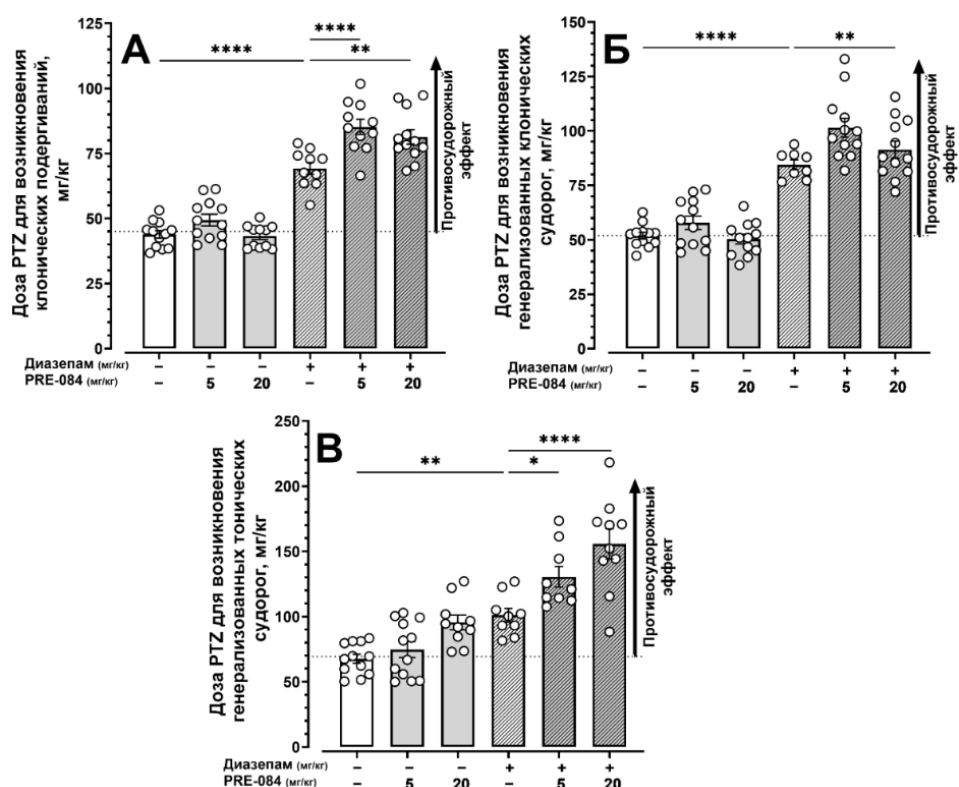 А
Доза PTZ для возникновения
клонических подергиваний,
мг/кг
125
100
75
50
25
0
****
****
**
Противосудорожный
эффект
Диазепам (мг/кг) – – – + + +
PRE-084 (мг/кг) – 5 20 – 5 20
Б
Доза PTZ для возникновения
генерализованных клонических
судорог, мг/кг
150
125
100
75
50
25
0
****
**
Противосудорожный
эффект
Диазепам (мг/кг) – – – + + +
PRE-084 (мг/кг) – 5 20 – 5 20
В
Доза PTZ для возникновения
генерализованных тонических
судорог, мг/кг
250
200
150
100
50
0
****
**
*
Противосудорожный
эффект
Диазепам (мг/кг) – – – + + +
PRE-084 (мг/кг) – 5 20 – 5 20